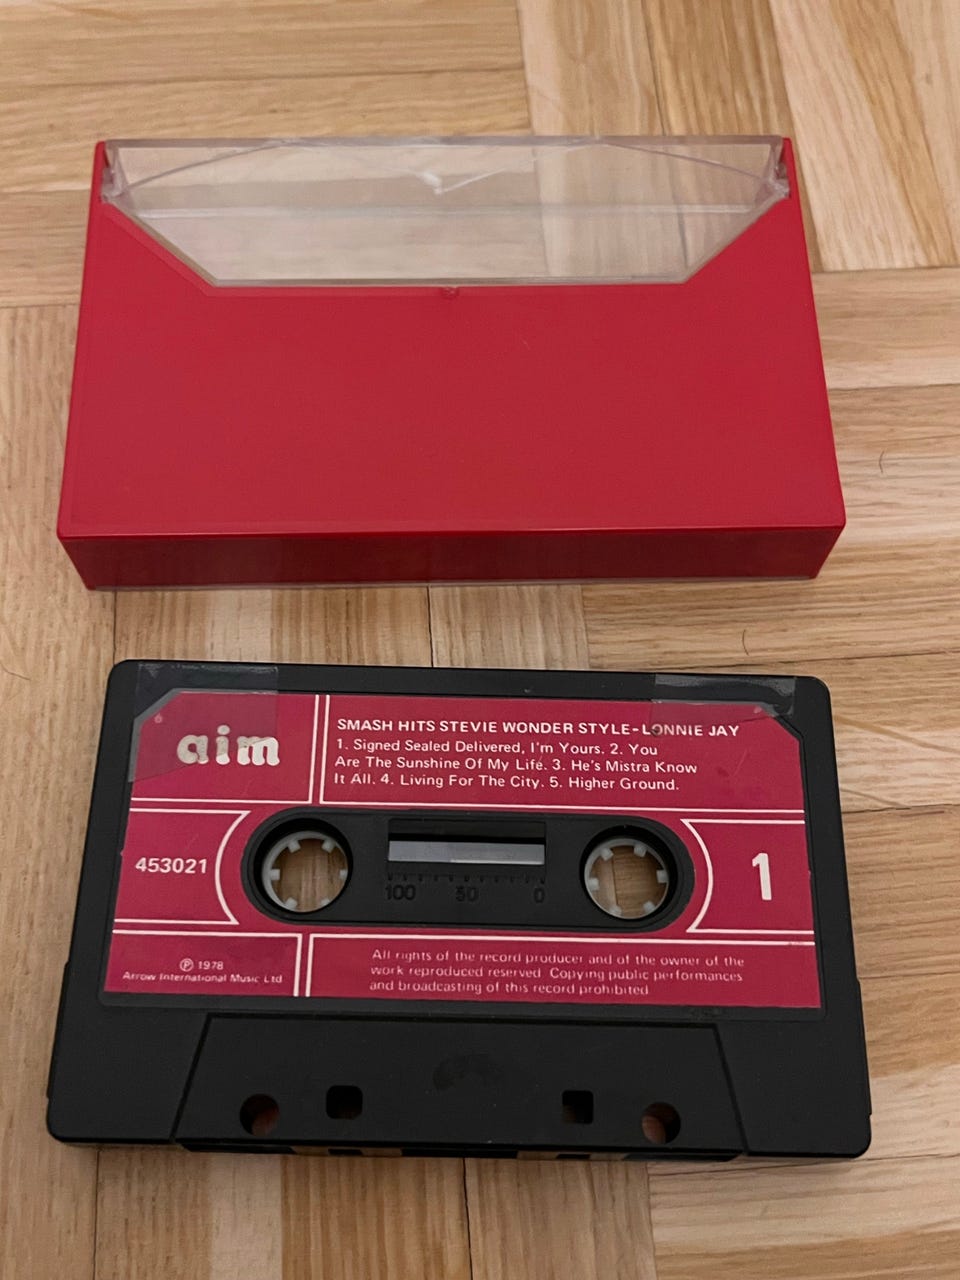 aim
SMASH HITS STEVIE WONDER STYLE-LONNIE JAY
1. Signed Sealed Delivered, I'm Yours. 2. You
Are The Sunshine Of My Life. 3. He's Mistra Know
It All. 4. Living For The City. 5. Higher Ground.
453021
100 50 0
1
Ⓟ 1978
Arrow International Music Ltd
All rights of the record producer and of the owner of the
work reproduced reserved Copying public performances
and broadcasting of this record prohibited